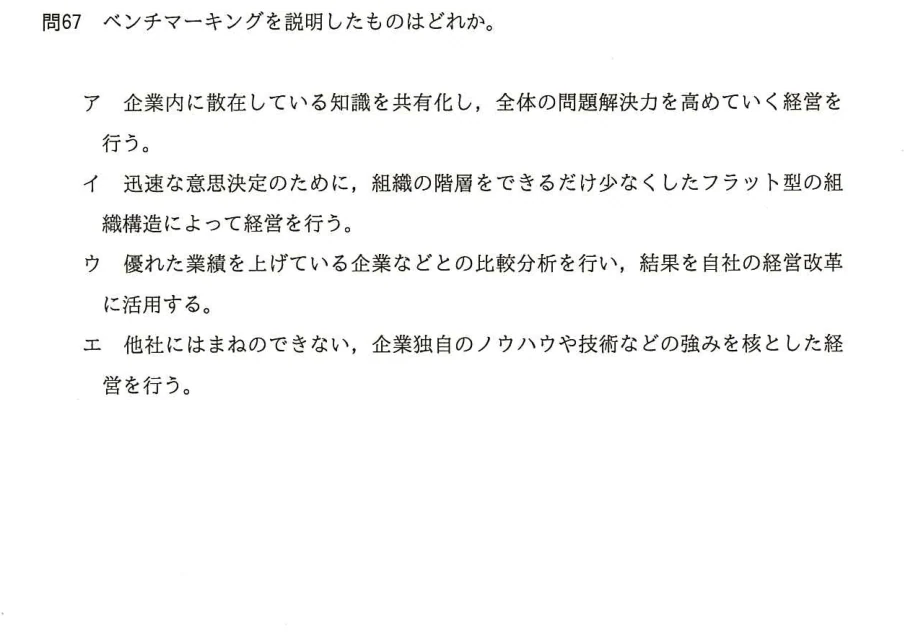 問67　ベンチマーキングを説明したものはどれか。
ア　企業内に散在している知識を共有化し，全体の問題解決力を高めていく経営を
行う。
イ　迅速な意思決定のために，組織の階層をできるだけ少なくしたフラット型の組
織構造によって経営を行う。
ウ　優れた業績を上げている企業などとの比較分析を行い，結果を自社の経営改革
に活用する。
エ　他社にはまねのできない，企業独自のノウハウや技術などの強みを核とした経
営を行う。